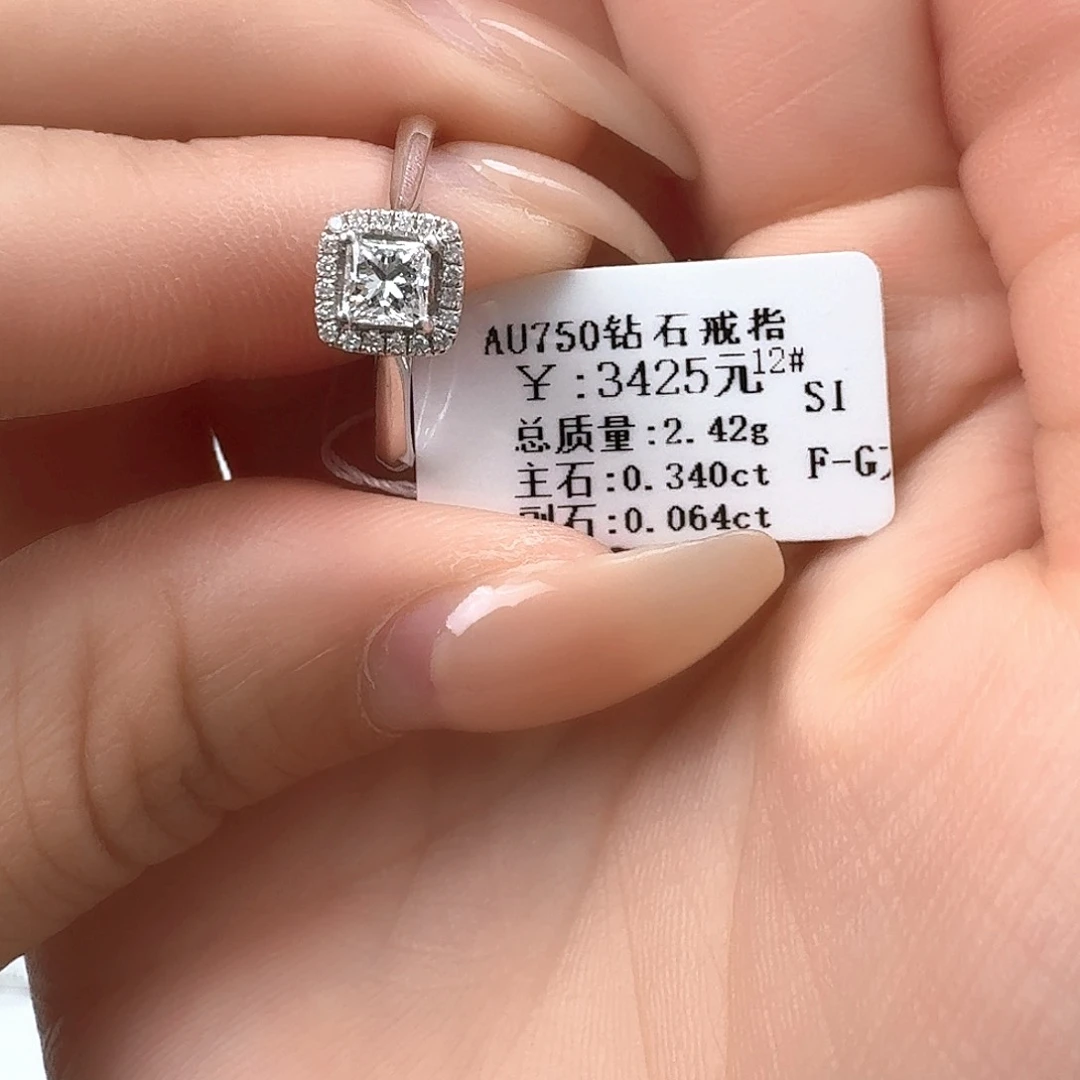 AU750钻石戒指
¥:3425元12#
SI
总质量:2.42g
F-G
主石:0.340ct
副石:0.064ct